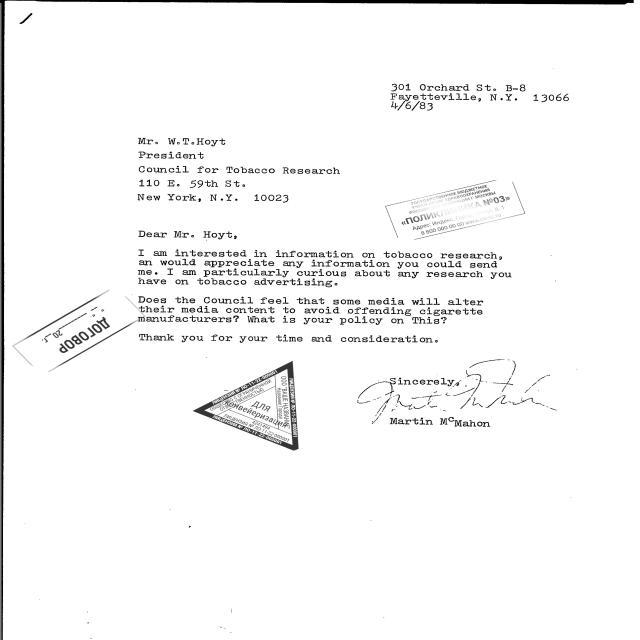 301 Orchard St. B-8
Fayetteville, N.Y. 13066
4/6/83
Mr. W.T.Hoyt
President
Council for Tobacco Research
110 E. 59th St.
New York, N.Y. 10023
«ПОЛИКЛИНИКА №03»
Dear Mr. Hoyt,
I am interested in information on tobacco research,
an would appreciate any information you could send
me. I am particularly curious about any research you
have on tobacco advertising.
Does the Council feel that some media will alter
their media content to avoid offending cigarette
manufacturers? What is your policy on This?
ДОГОВОР
20 г.
Thank you for your time and consideration.
ДЛЯ
конвейеризации
Sincerely,
Martin McMahon